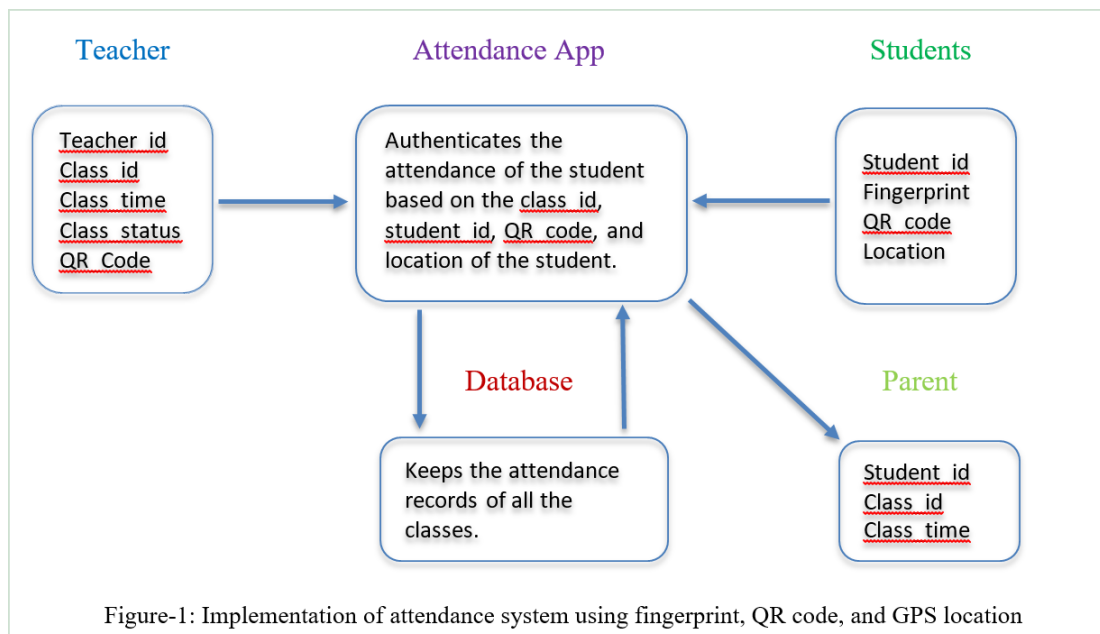 Teacher
Attendance App
Students
Teacher_id
Class_id
Class_time
Class_status
QR_Code
Authenticates the
attendance of the student
based on the class_id,
student_id, QR_code, and
location of the student.
Student_id
Fingerprint
QR_code
Location
Database
Parent
Keeps the attendance
records of all the
classes.
Student_id
Class_id
Class_time
Figure-1: Implementation of attendance system using fingerprint, QR code, and GPS location